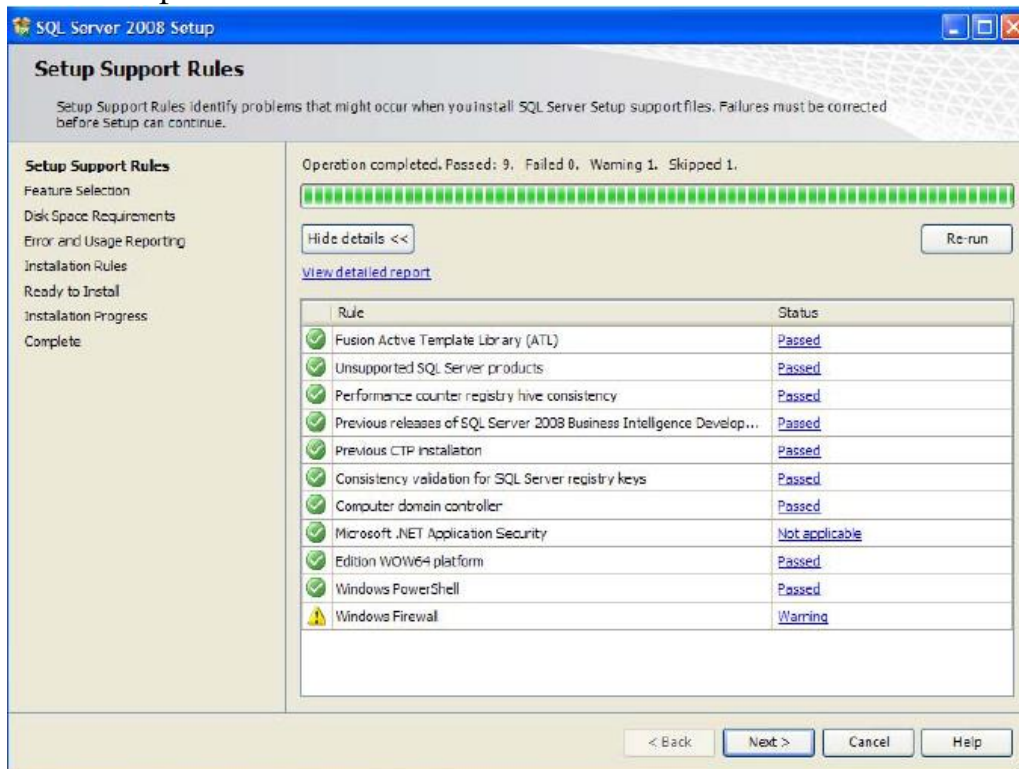 SQL Server 2008 Setup
Setup Support Rules
Setup Support Rules identify problems that might occur when you install SQL Server Setup support files. Failures must be corrected
before Setup can continue.
Setup Support Rules
Feature Selection
Disk Space Requirements
Error and Usage Reporting
Installation Rules
Ready to Install
Installation Progress
Complete
Operation completed. Passed: 9. Failed 0. Warning 1. Skipped 1.
Hide details <<
Re-run
View detailed report
Rule Status
Fusion Active Template Library (ATL) Passed
Unsupported SQL Server products Passed
Performance counter registry hive consistency Passed
Previous releases of SQL Server 2008 Business Intelligence Develop... Passed
Previous CTP installation Passed
Consistency validation for SQL Server registry keys Passed
Computer domain controller Passed
Microsoft .NET Application Security Not applicable
Edition WOW64 platform Passed
Windows PowerShell Passed
Windows Firewall Warning
< Back Next > Cancel Help